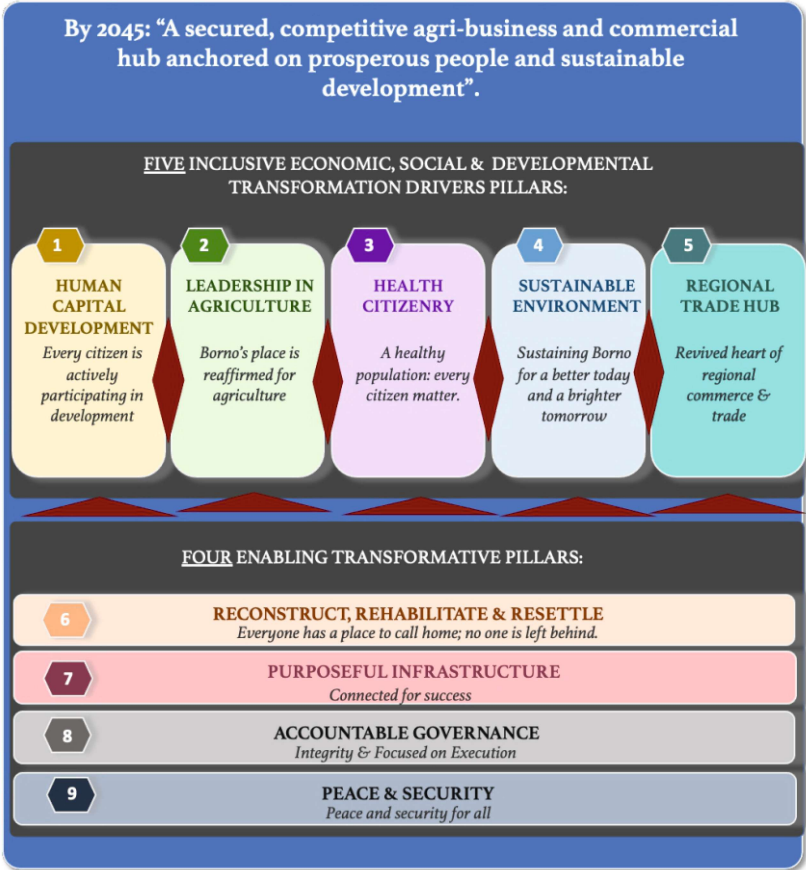 By 2045: “A secured, competitive agri-business and commercial
hub anchored on prosperous people and sustainable
development”.
FIVE INCLUSIVE ECONOMIC, SOCIAL & DEVELOPMENTAL
TRANSFORMATION DRIVERS PILLARS:
1
HUMAN
CAPITAL
DEVELOPMENT
Every citizen is
actively
participating in
development
2
LEADERSHIP IN
AGRICULTURE
Borno’s place is
reaffirmed for
agriculture
3
HEALTH
CITIZENRY
A healthy
population: every
citizen matter.
4
SUSTAINABLE
ENVIRONMENT
Sustaining Borno
for a better today
and a brighter
tomorrow
5
REGIONAL
TRADE HUB
Revived heart of
regional
commerce &
trade
FOUR ENABLING TRANSFORMATIVE PILLARS:
6
RECONSTRUCT, REHABILITATE & RESETTLE
Everyone has a place to call home; no one is left behind.
7
PURPOSEFUL INFRASTRUCTURE
Connected for success
8
ACCOUNTABLE GOVERNANCE
Integrity & Focused on Execution
9
PEACE & SECURITY
Peace and security for all